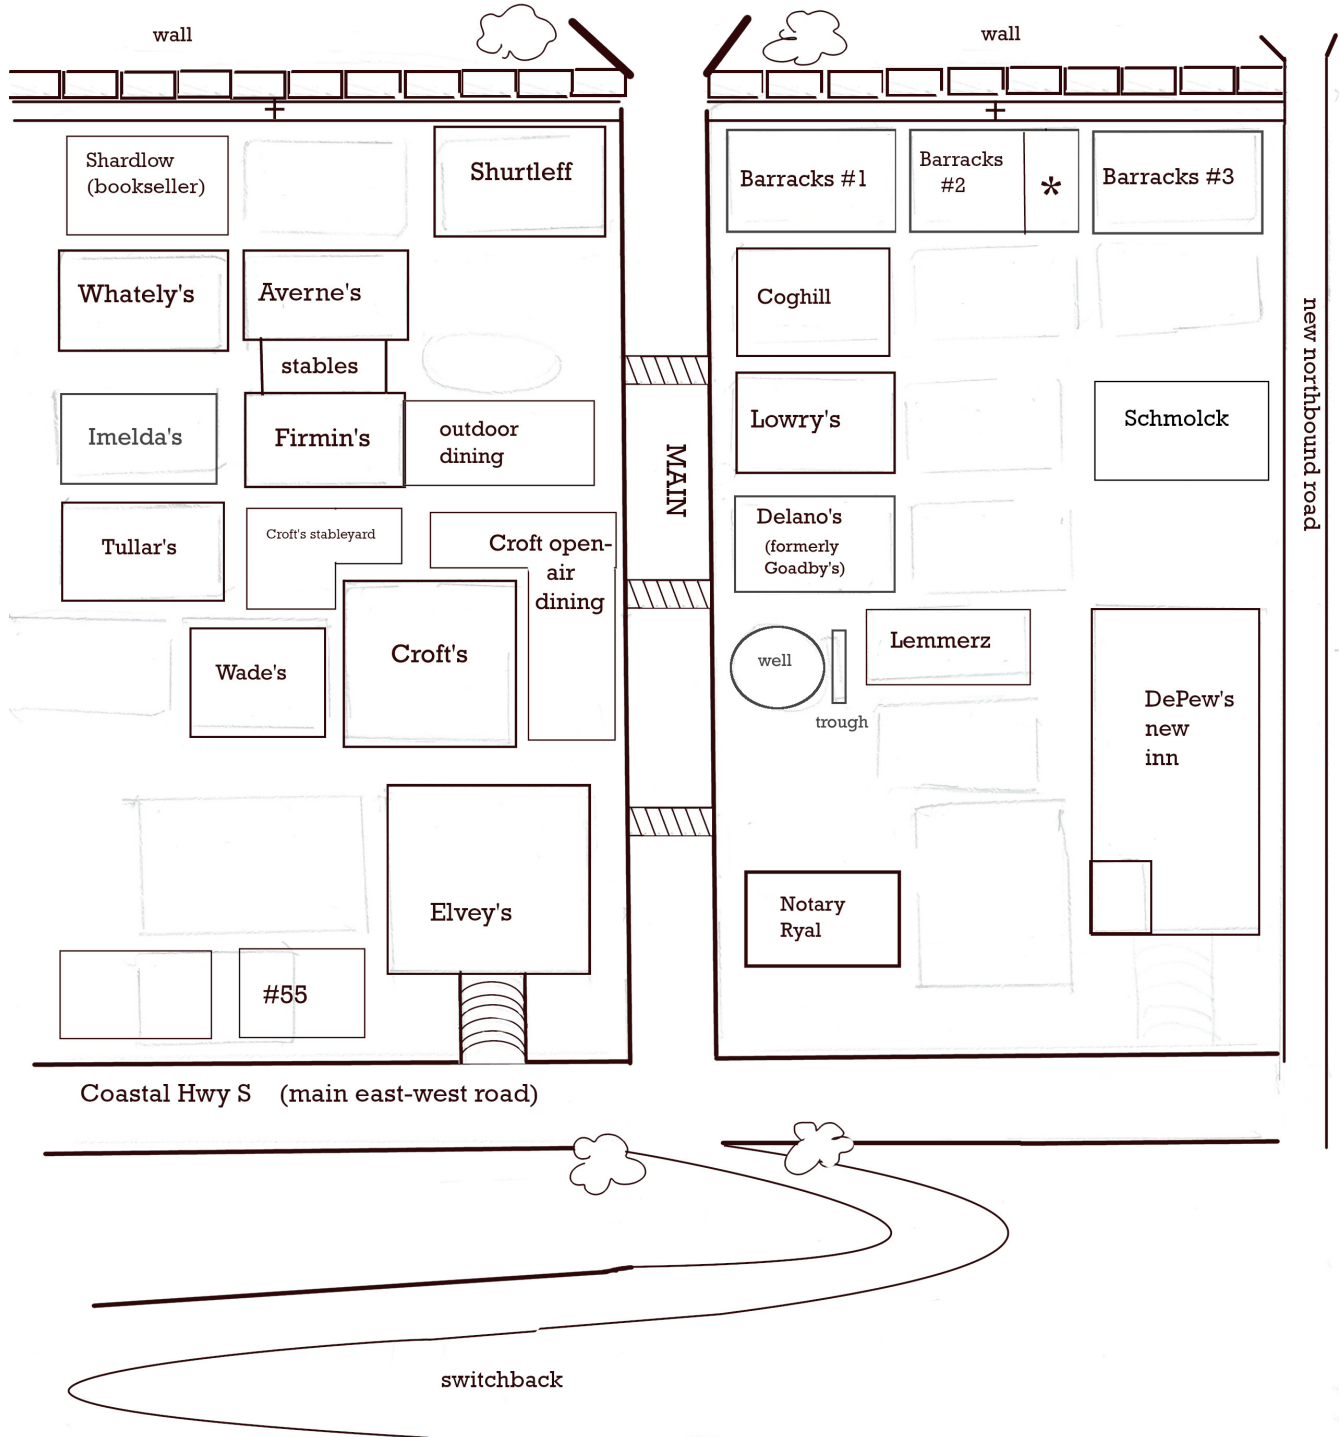 wall
wall
Shardlow
(bookseller)
Shurtleff
Barracks #1
Barracks
#2
*
Barracks #3
Whately's
Averne's
Coghill
stables
new northbound road
Imelda's
Firmin's
outdoor
dining
MAIN
Lowry's
Schmolck
Tullar's
Croft's stableyard
Croft open-
air
dining
Delano's
(formerly
Goadby's)
Wade's
Croft's
well
trough
Lemmerz
DePew's
new
inn
Elvey's
Notary
Ryal
#55
Coastal Hwy S (main east-west road)
switchback